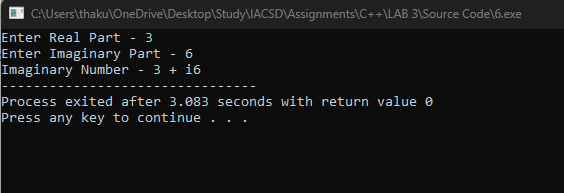 C:\Users\thaku\OneDrive\Desktop\Study\IACSD\Assignments\C++\LAB 3\Source Code\6.exe
Enter Real Part - 3
Enter Imaginary Part - 6
Imaginary Number - 3 + i6
--------------------------------
Process exited after 3.083 seconds with return value 0
Press any key to continue . . .